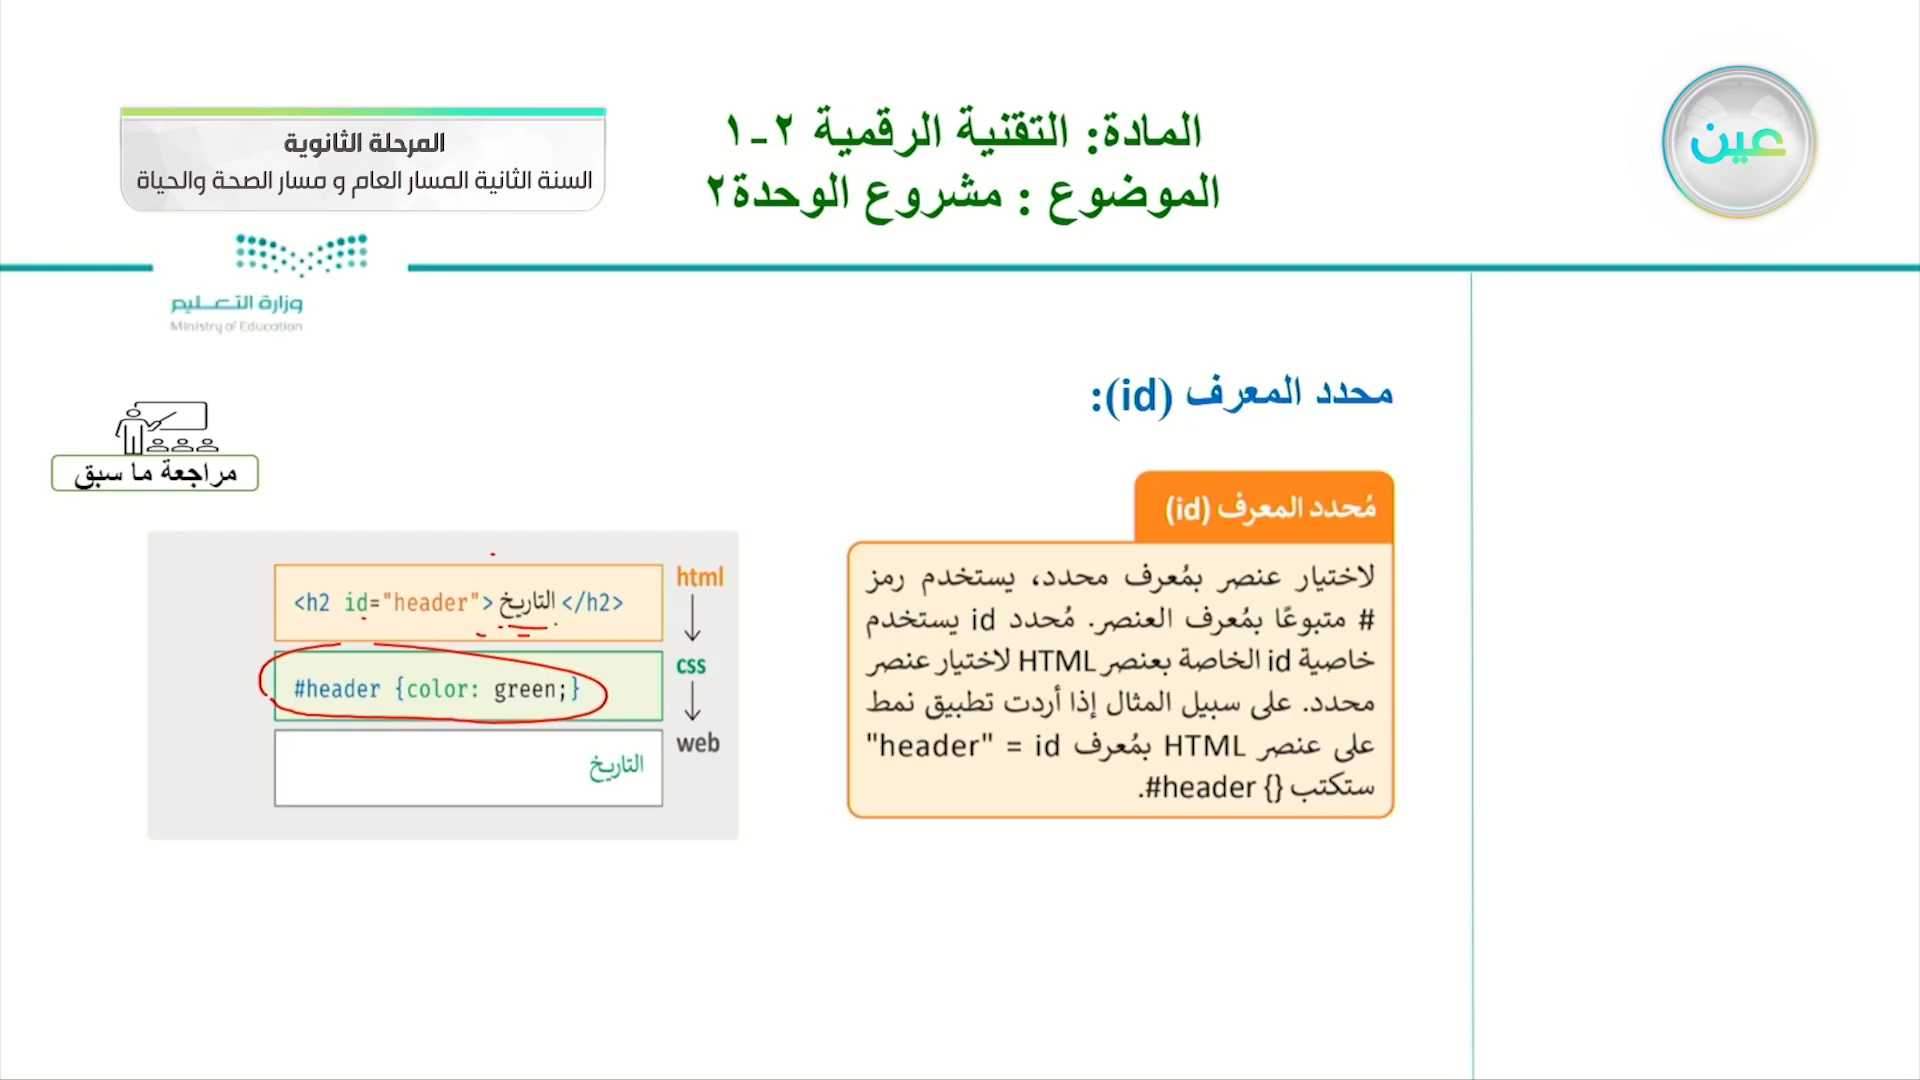 المادة: التقنية الرقمية ٢-١
الموضوع : مشروع الوحدة٢
عين
المرحلة الثانوية
السنة الثانية المسار العام و مسار الصحة والحياة
وزارة التعليم
Ministry of Education
محدد المعرف (id):
مراجعة ما سبق
مُحدد المعرف (id)
لاختيار عنصر بمُعرف محدد، يستخدم رمز
# متبوعًا بمُعرف العنصر. مُحدد id يستخدم
خاصية id الخاصة بعنصر HTML لاختيار عنصر
محدد. على سبيل المثال إذا أردت تطبيق نمط
على عنصر HTML بمُعرف id = "header"
ستكتب #header {}.
html
<h2 id="header">التاريخ</h2>
css
#header {color: green;}
web
التاريخ